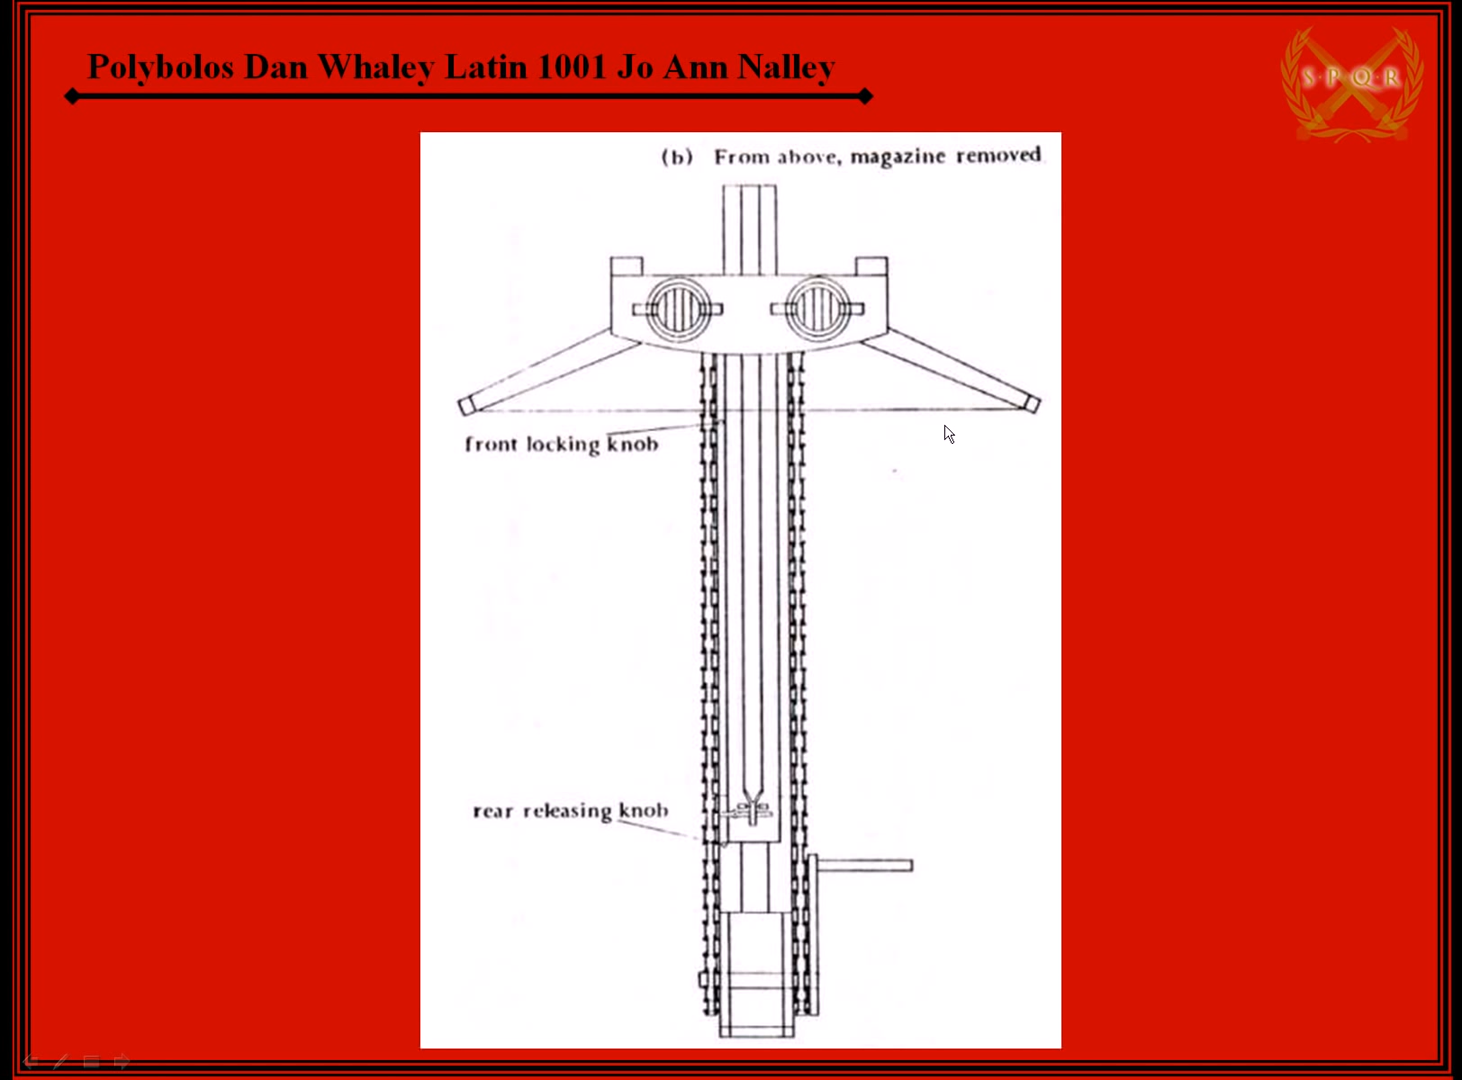 Polybolos Dan Whaley Latin 1001 Jo Ann Nalley
S·P·Q·R
(b) From above, magazine removed
front locking knob
rear releasing knob